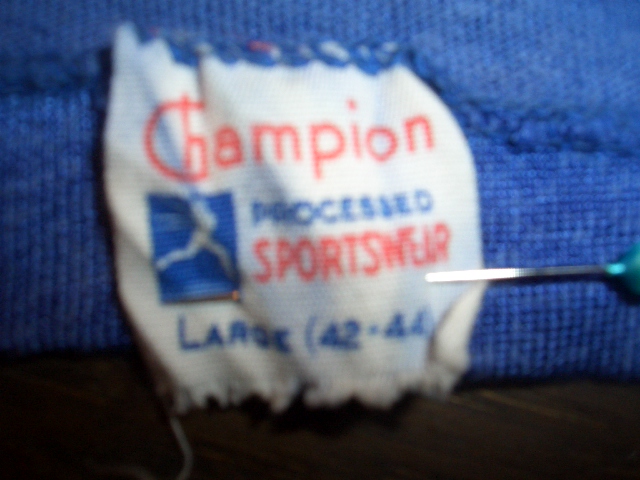 Champion
PROCESSED
SPORTSWEAR
LARGE (42-44)